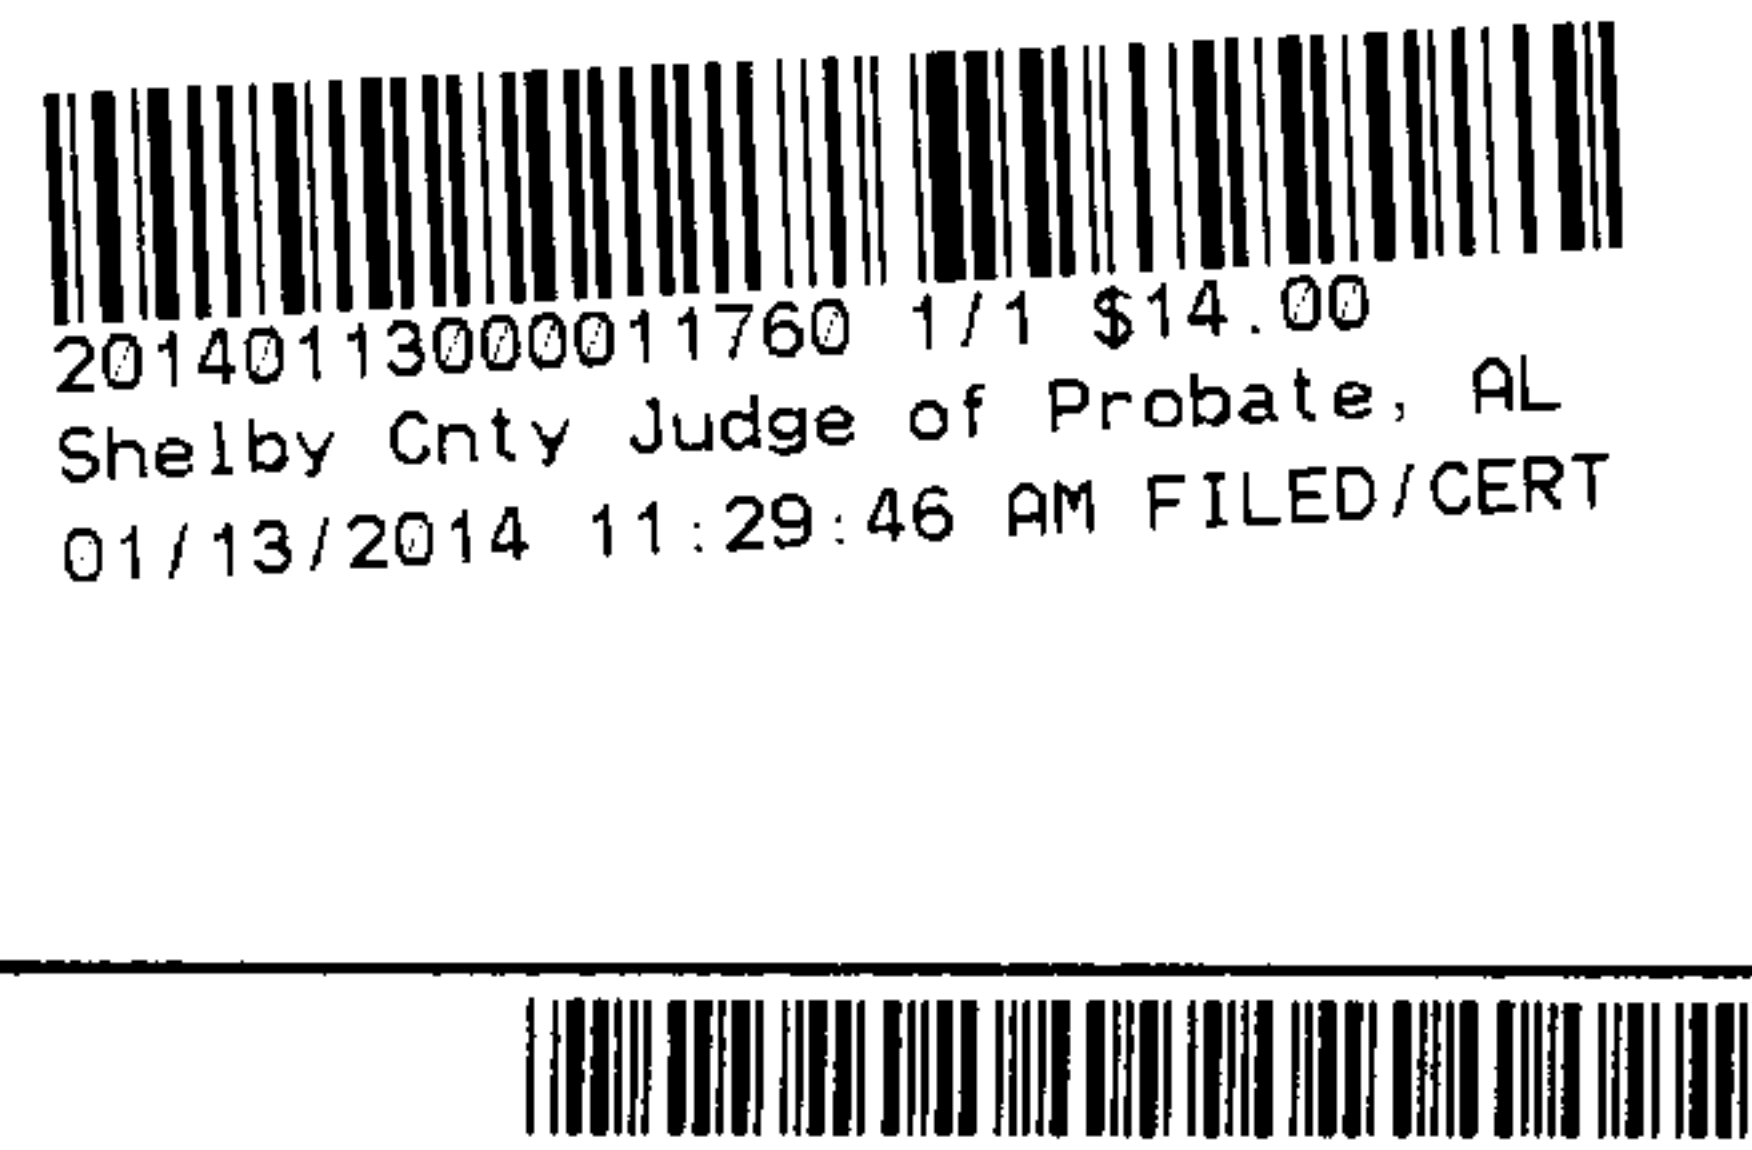 20140113000011760 1/1 $14.00
Shelby Cnty Judge of Probate, AL
01/13/2014 11:29:46 AM FILED/CERT